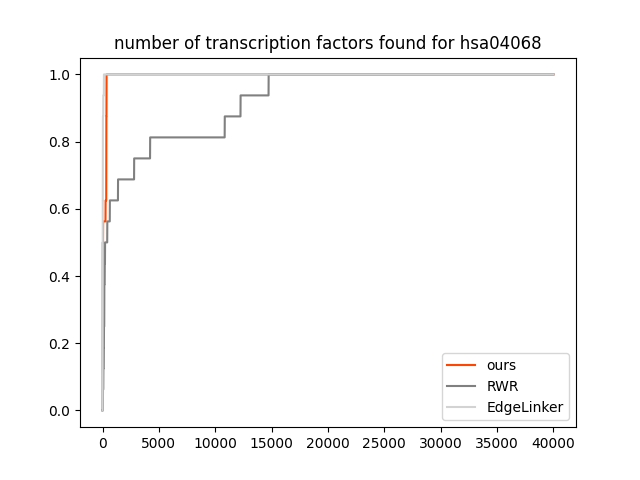 number of transcription factors found for hsa04068
1.0
0.8
0.6
0.4
0.2
0.0
0 5000 10000 15000 20000 25000 30000 35000 40000
ours
RWR
EdgeLinker